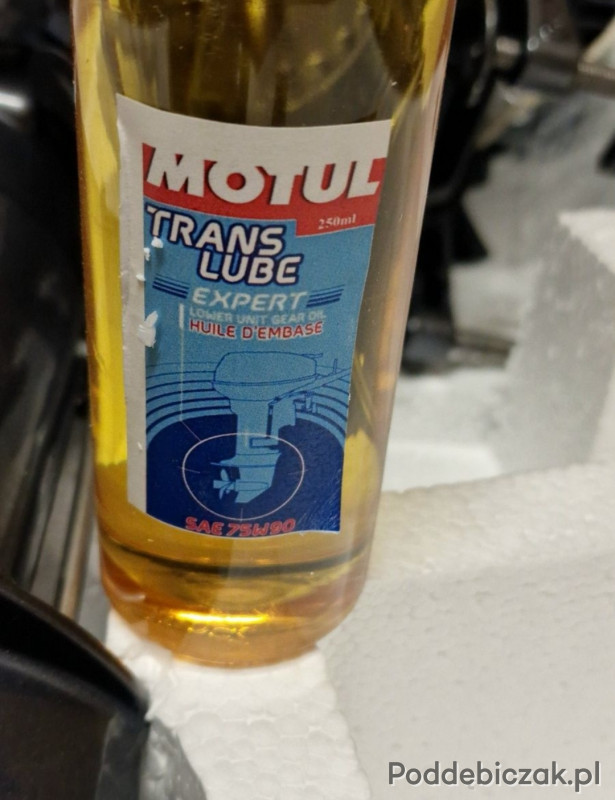 MOTUL
250ml
TRANS
LUBE
EXPERT
LOWER UNIT GEAR OIL
HUILE D'EMBASE
SAE 75W90
Poddebiczak.pl